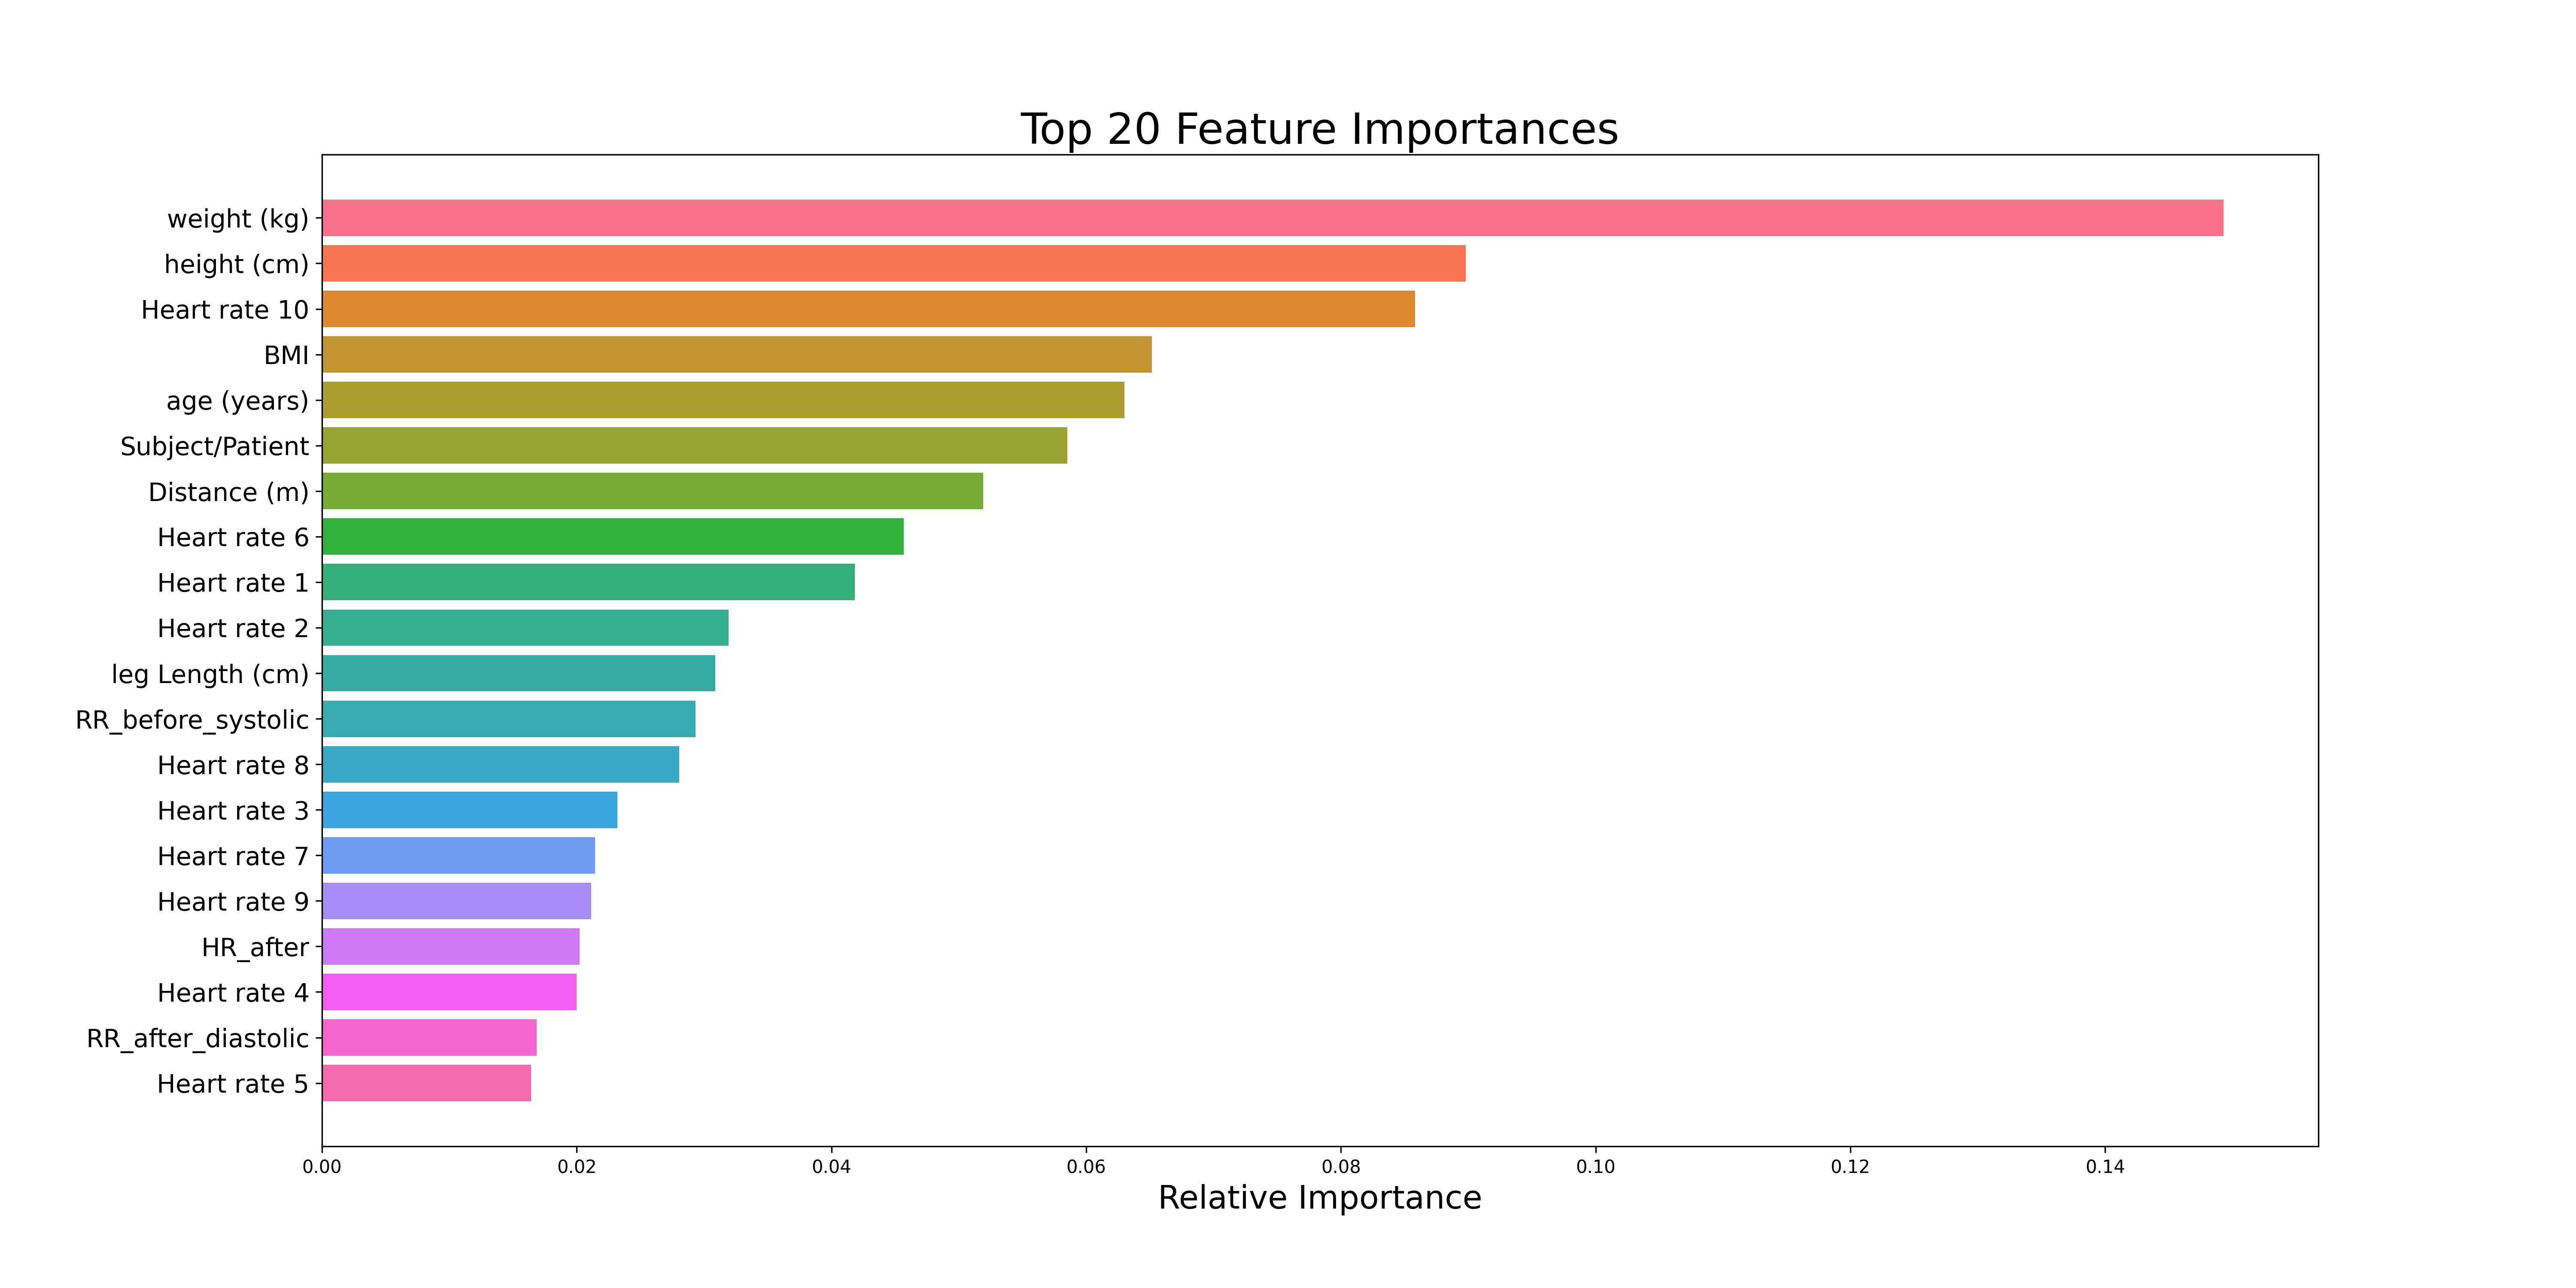 Top 20 Feature Importances
weight (kg)
height (cm)
Heart rate 10
BMI
age (years)
Subject/Patient
Distance (m)
Heart rate 6
Heart rate 1
Heart rate 2
leg Length (cm)
RR_before_systolic
Heart rate 8
Heart rate 3
Heart rate 7
Heart rate 9
HR_after
Heart rate 4
RR_after_diastolic
Heart rate 5
0.00 0.02 0.04 0.06 0.08 0.10 0.12 0.14
Relative Importance